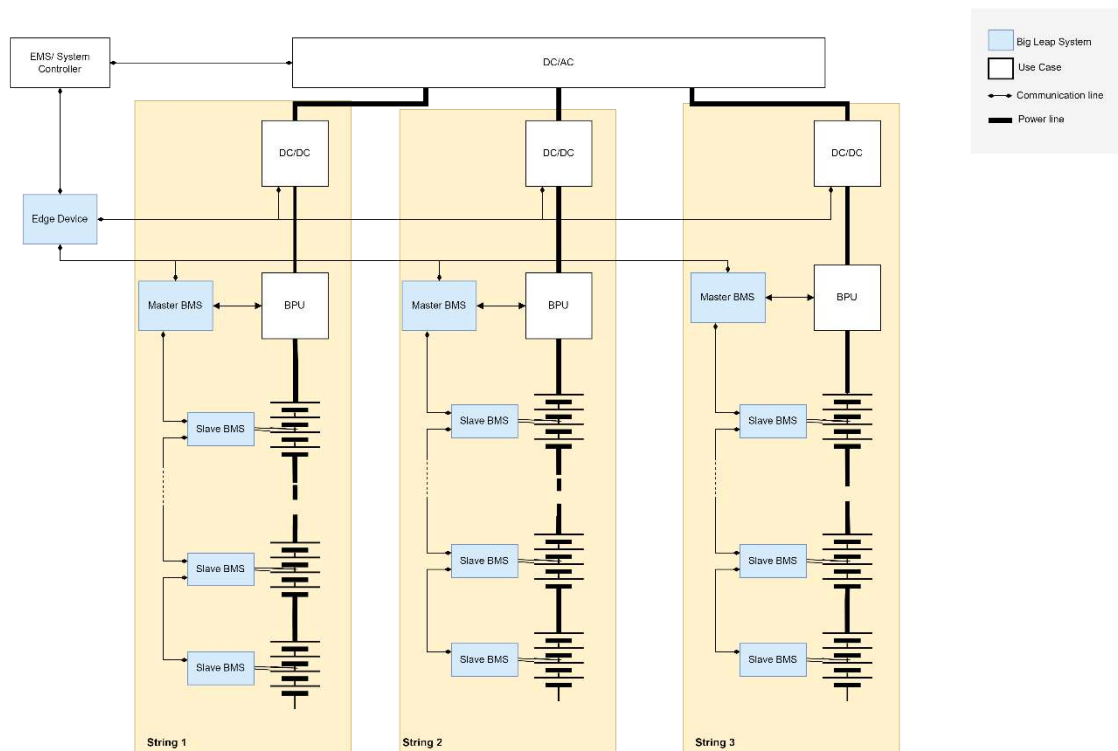 EMS/ System
Controller
DC/AC
Big Leap System
Use Case
Communication line
Power line
DC/DC
DC/DC
DC/DC
Edge Device
Master BMS
BPU
Master BMS
BPU
Master BMS
BPU
Slave BMS
Slave BMS
Slave BMS
Slave BMS
Slave BMS
Slave BMS
Slave BMS
Slave BMS
Slave BMS
String 1
String 2
String 3